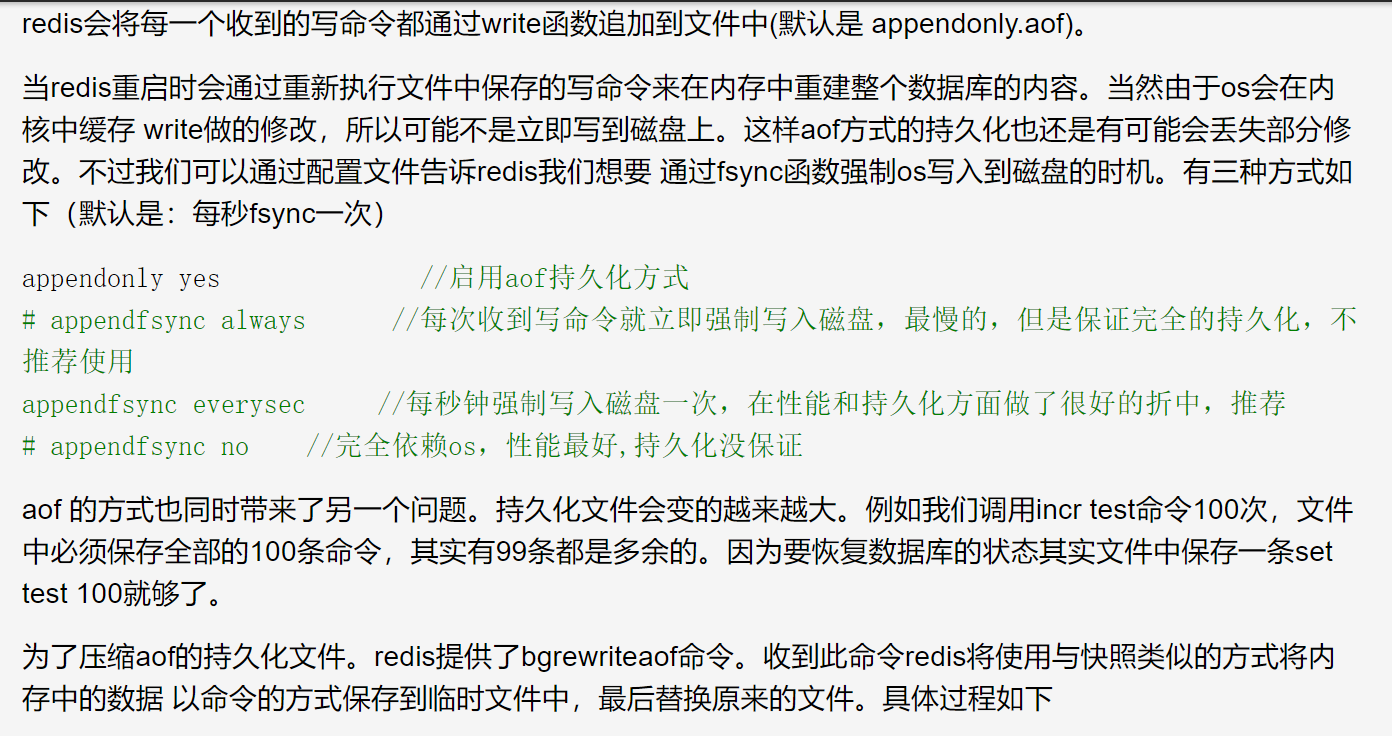 redis会将每一个收到的写命令都通过write函数追加到文件中(默认是 appendonly.aof)。
当redis重启时会通过重新执行文件中保存的写命令来在内存中重建整个数据库的内容。当然由于os会在内
核中缓存 write做的修改，所以可能不是立即写到磁盘上。这样aof方式的持久化也还是有可能会丢失部分修
改。不过我们可以通过配置文件告诉redis我们想要 通过fsync函数强制os写入到磁盘的时机。有三种方式如
下（默认是：每秒fsync一次）
appendonly yes              //启用aof持久化方式
# appendfsync always      //每次收到写命令就立即强制写入磁盘，最慢的，但是保证完全的持久化，不
推荐使用
appendfsync everysec     //每秒钟强制写入磁盘一次，在性能和持久化方面做了很好的折中，推荐
# appendfsync no    //完全依赖os，性能最好,持久化没保证
aof 的方式也同时带来了另一个问题。持久化文件会变的越来越大。例如我们调用incr test命令100次，文件
中必须保存全部的100条命令，其实有99条都是多余的。因为要恢复数据库的状态其实文件中保存一条set
test 100就够了。
为了压缩aof的持久化文件。redis提供了bgrewriteaof命令。收到此命令redis将使用与快照类似的方式将内
存中的数据 以命令的方式保存到临时文件中，最后替换原来的文件。具体过程如下